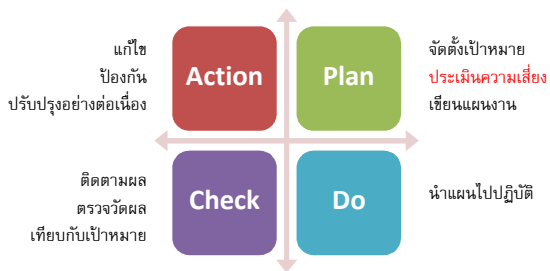 แก้ไข
ป้องกัน
ปรับปรุงอย่างต่อเนื่อง
Action
Plan
จัดตั้งเป้าหมาย
ประเมินความเสี่ยง
เขียนแผนงาน
ติดตามผล
ตรวจวัดผล
เทียบกับเป้าหมาย
Check
Do
นำแผนไปปฏิบัติ